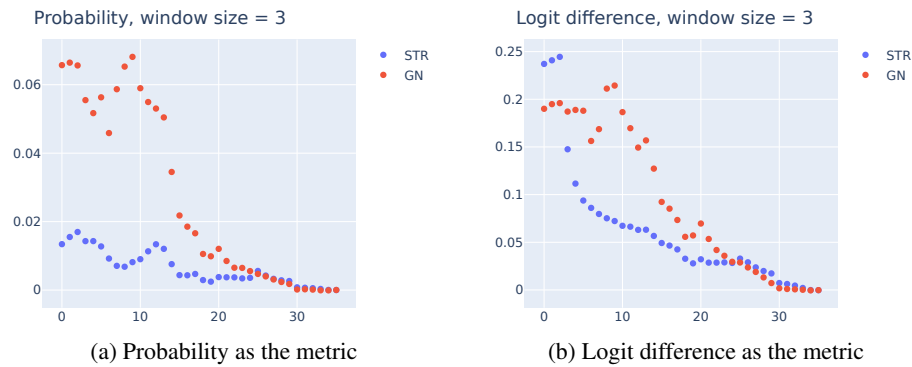 Probability, window size = 3
STR
GN
0.06
0.04
0.02
0
0
10
20
30
(a) Probability as the metric
Logit difference, window size = 3
STR
GN
0.25
0.2
0.15
0.1
0.05
0
0
10
20
30
(b) Logit difference as the metric